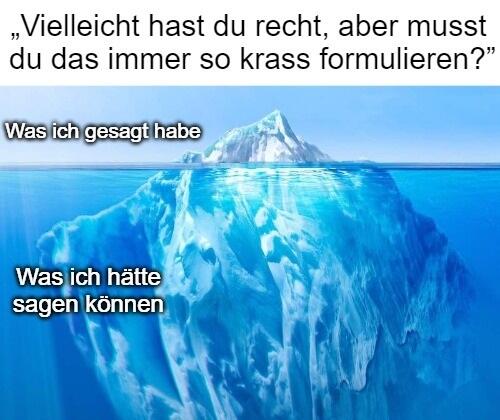 „Vielleicht hast du recht, aber musst
du das immer so krass formulieren?”
Was ich gesagt habe
Was ich hätte
sagen können